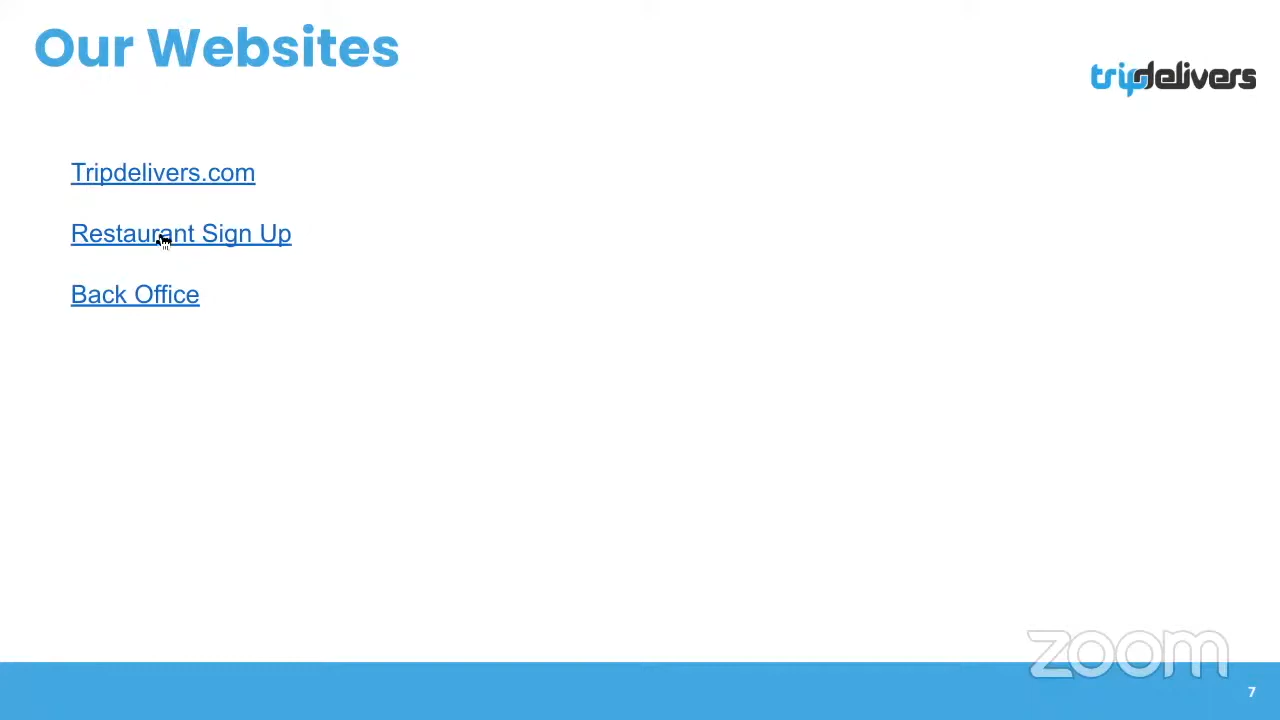 Our Websites
tripdelivers
Tripdelivers.com
Restaurant Sign Up
Back Office
zoom
7